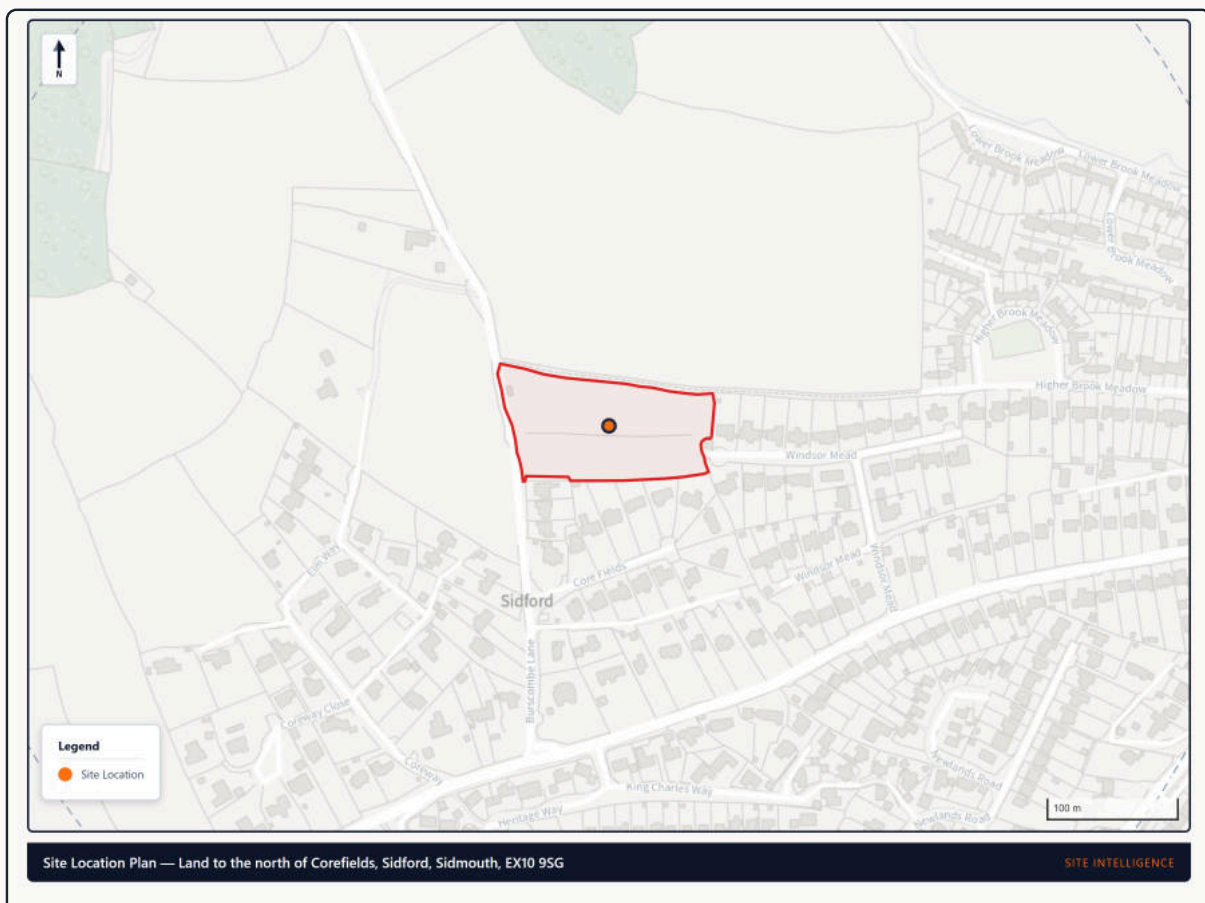 N
Lower Brook Meadow
Lower Brook Meadow
Lower Brook Meadow
Higher Brook Meadow
Higher Brook Meadow
Windsor Mead
Windsor Mead
Windsor Mead
Core Fields
Sidford
Elm Way
Burscombe Lane
Coreway Close
Coreway
King Charles Way
Heritage Way
Newlands Road
Newlands Road
Legend
Site Location
100 m
Site Location Plan — Land to the north of Corefields, Sidford, Sidmouth, EX10 9SG
SITE INTELLIGENCE